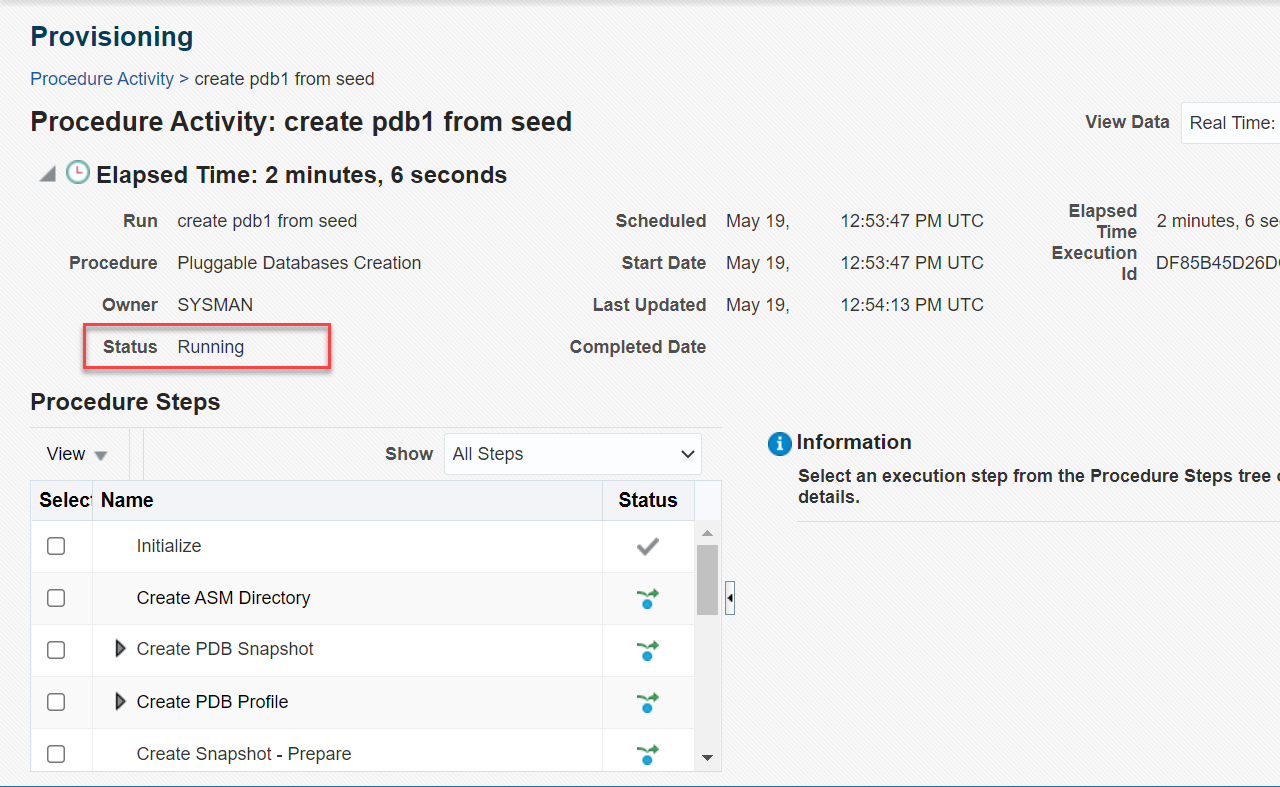 Provisioning
Procedure Activity > create pdb1 from seed
Procedure Activity: create pdb1 from seed
View Data Real Time:
Elapsed Time: 2 minutes, 6 seconds
Run create pdb1 from seed
Procedure Pluggable Databases Creation
Owner SYSMAN
Status Running
Scheduled May 19, 12:53:47 PM UTC
Start Date May 19, 12:53:47 PM UTC
Last Updated May 19, 12:54:13 PM UTC
Completed Date
Elapsed
Time 2 minutes, 6 se
Execution
Id DF85B45D26D
Procedure Steps
View
Show All Steps
Select Name Status
Initialize
Create ASM Directory
Create PDB Snapshot
Create PDB Profile
Create Snapshot - Prepare
Information
Select an execution step from the Procedure Steps tree
details.